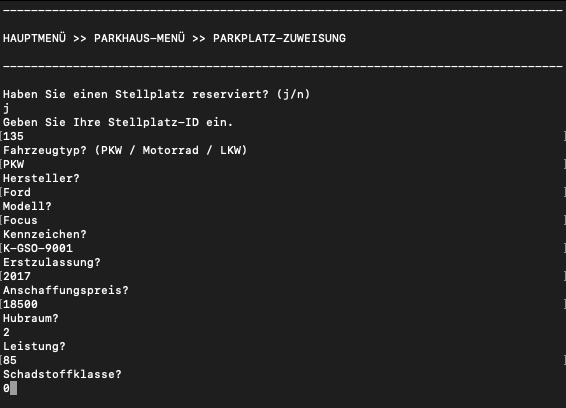 HAUPTMENÜ >> PARKHAUS-MENÜ >> PARKPLATZ-ZUWEISUNG
Haben Sie einen Stellplatz reserviert? (j/n)
j
Geben Sie Ihre Stellplatz-ID ein.
135
Fahrzeugtyp? (PKW / Motorrad / LKW)
PKW
Hersteller?
Ford
Modell?
Focus
Kennzeichen?
K-GSO-9001
Erstzulassung?
2017
Anschaffungspreis?
18500
Hubraum?
2
Leistung?
85
Schadstoffklasse?
0